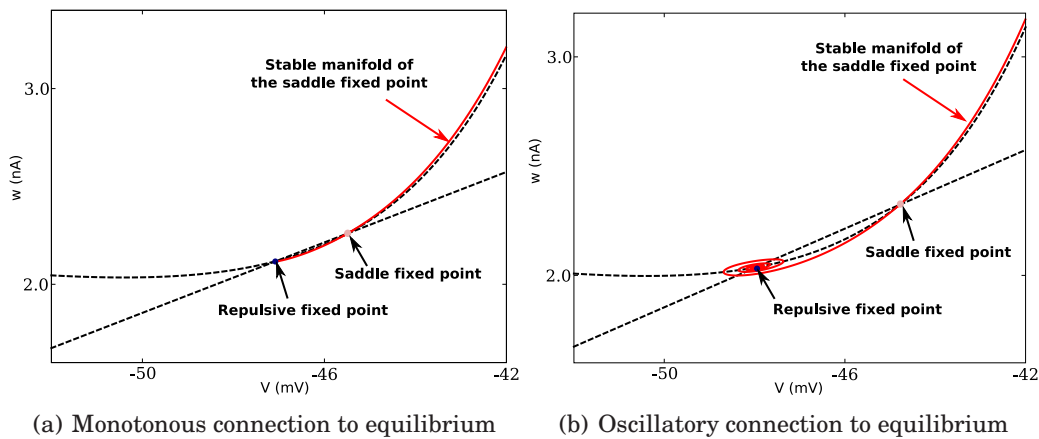 Stable manifold of
the saddle fixed point
3.0
w (nA)
2.0
Saddle fixed point
Repulsive fixed point
-50
-46
-42
V (mV)
(a) Monotonous connection to equilibrium
Stable manifold of
the saddle fixed point
3.0
w (nA)
2.0
Saddle fixed point
Repulsive fixed point
-50
-46
-42
V (mV)
(b) Oscillatory connection to equilibrium